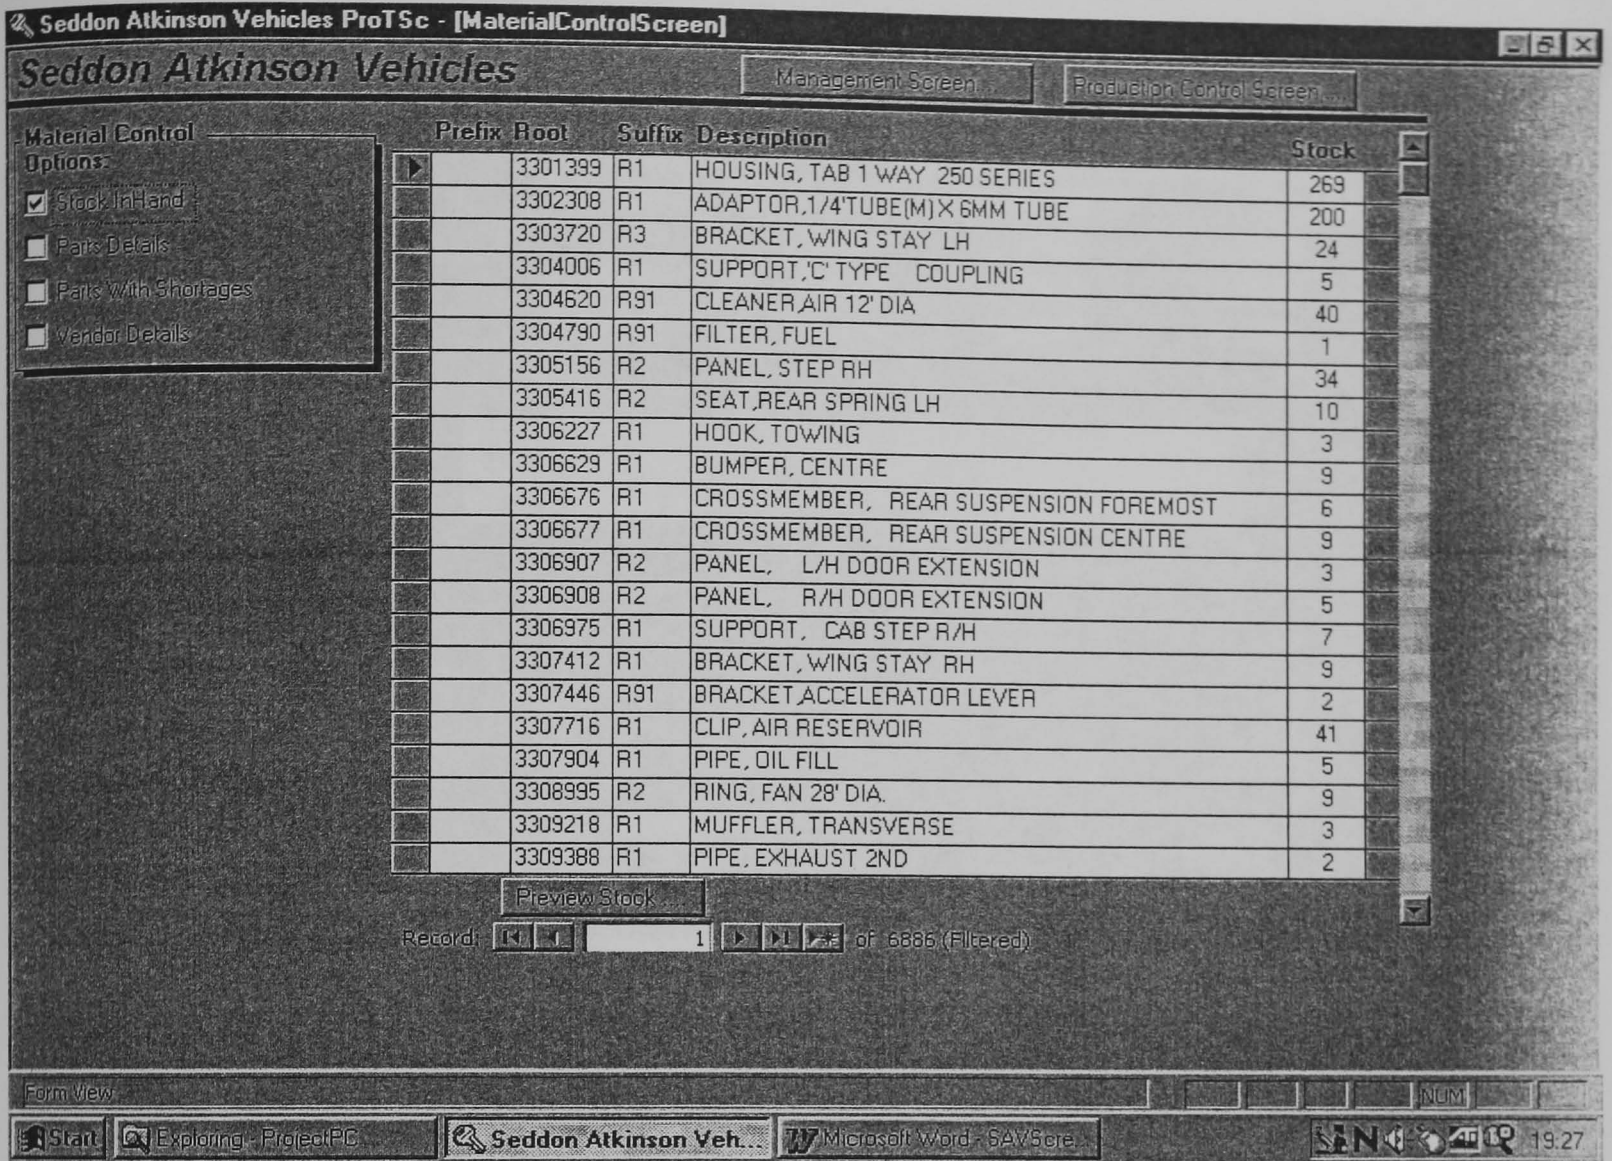 Seddon Atkinson Vehicles ProTSc - [MaterialControlScreen]
Seddon Atkinson Vehicles
Management Screen... Production Control Screen....
Material Control Options:
Stock InHand
Parts Details
Parts With Shortages
Vendor Details
Prefix Root Suffix Description Stock
3301399 R1 HOUSING, TAB 1 WAY 250 SERIES 269
3302308 R1 ADAPTOR,1/4'TUBE(M) X 6MM TUBE 200
3303720 R3 BRACKET, WING STAY LH 24
3304006 R1 SUPPORT,'C' TYPE COUPLING 5
3304620 R91 CLEANER,AIR 12' DIA 40
3304790 R91 FILTER, FUEL 1
3305156 R2 PANEL, STEP RH 34
3305416 R2 SEAT,REAR SPRING LH 10
3306227 R1 HOOK, TOWING 3
3306629 R1 BUMPER, CENTRE 9
3306676 R1 CROSSMEMBER, REAR SUSPENSION FOREMOST 6
3306677 R1 CROSSMEMBER, REAR SUSPENSION CENTRE 9
3306907 R2 PANEL, L/H DOOR EXTENSION 3
3306908 R2 PANEL, R/H DOOR EXTENSION 5
3306975 R1 SUPPORT, CAB STEP R/H 7
3307412 R1 BRACKET, WING STAY RH 9
3307446 R91 BRACKET,ACCELERATOR LEVER 2
3307716 R1 CLIP, AIR RESERVOIR 41
3307904 R1 PIPE, OIL FILL 5
3308995 R2 RING, FAN 28' DIA. 9
3309218 R1 MUFFLER, TRANSVERSE 3
3309388 R1 PIPE, EXHAUST 2ND 2
Preview Stock ....
Record: 1 of 6886 (Filtered)
Form View NUM
Start Exploring - ProjectPC Seddon Atkinson Veh... Microsoft Word - SAVScre... 19:27